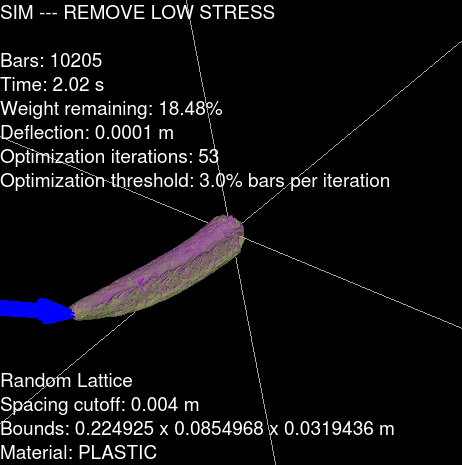 SIM --- REMOVE LOW STRESS
Bars: 10205
Time: 2.02 s
Weight remaining: 18.48%
Deflection: 0.0001 m
Optimization iterations: 53
Optimization threshold: 3.0% bars per iteration
Random Lattice
Spacing cutoff: 0.004 m
Bounds: 0.224925 x 0.0854968 x 0.0319436 m
Material: PLASTIC